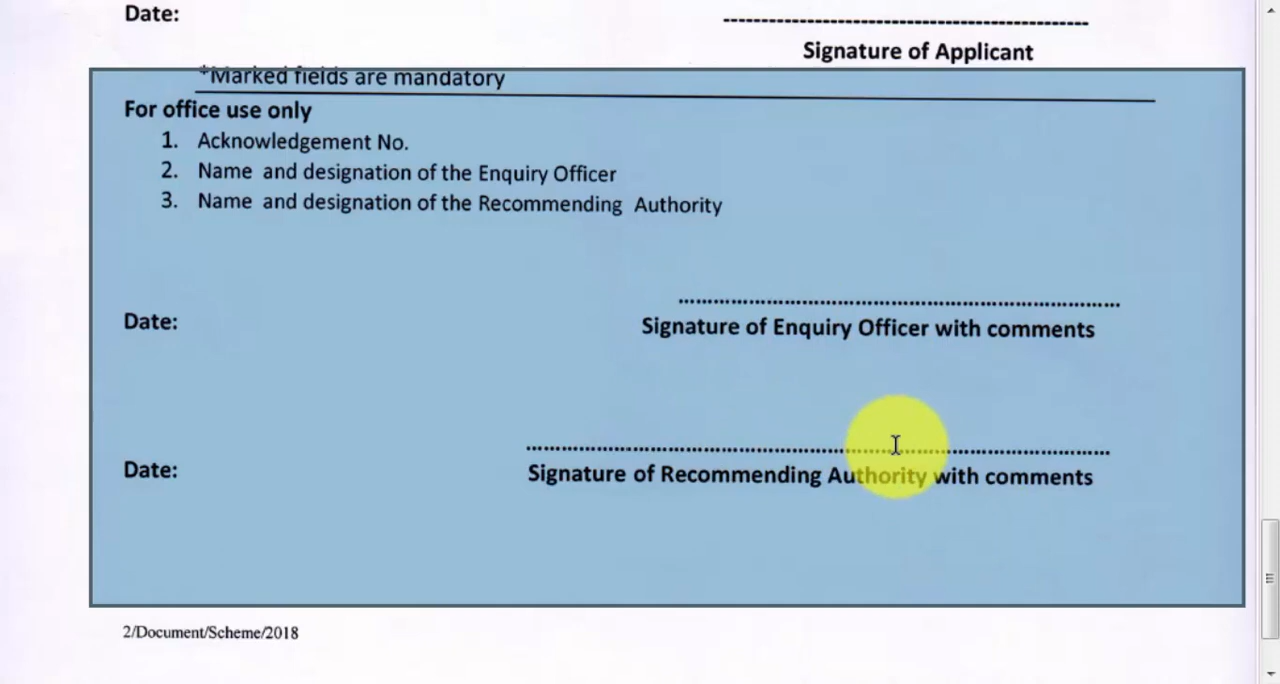 Date:
Signature of Applicant
*Marked fields are mandatory
For office use only
1. Acknowledgement No.
2. Name and designation of the Enquiry Officer
3. Name and designation of the Recommending Authority
Date:
Signature of Enquiry Officer with comments
Date:
Signature of Recommending Authority with comments
2/Document/Scheme/2018